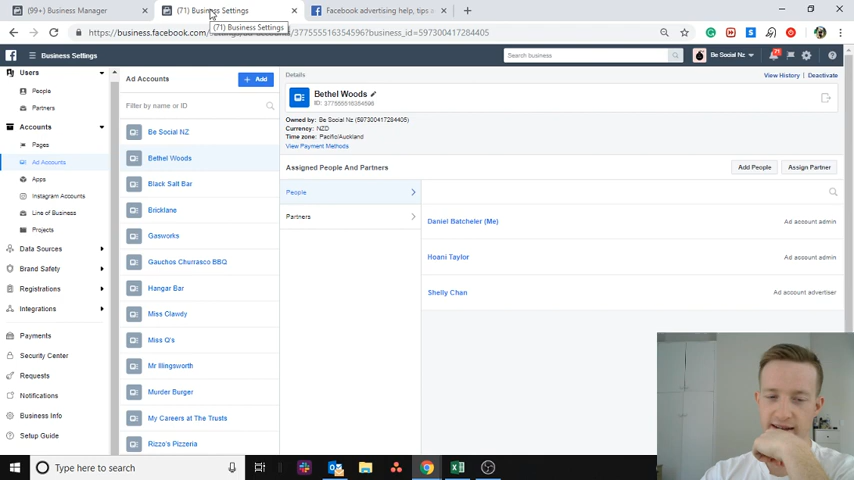 (99+) Business Manager
(71) Business Settings
Facebook advertising help, tips a
(71) Business Settings
Business Settings
Search business
Be Social Nz
Users
People
Partners
Accounts
Pages
Ad Accounts
Apps
Instagram Accounts
Line of Business
Projects
Data Sources
Brand Safety
Registrations
Integrations
Payments
Security Center
Requests
Notifications
Business Info
Setup Guide
Ad Accounts
+ Add
Filter by name or ID
Be Social NZ
Bethel Woods
Black Salt Bar
Bricklane
Gasworks
Gauchos Churrasco BBQ
Hangar Bar
Miss Clawdy
Miss Q's
Mr Illingsworth
Murder Burger
My Careers at The Trusts
Rizzo's Pizzeria
Details
View History
Deactivate
Bethel Woods
Owned by: Be Social Nz (597300417284405)
Currency: NZD
Time zone: Pacific/Auckland
View Payment Methods
Assigned People And Partners
Add People
Assign Partner
People
Partners
Daniel Batcheler (Me)
Ad account admin
Hoani Taylor
Ad account admin
Shelly Chan
Ad account advertiser
Type here to search